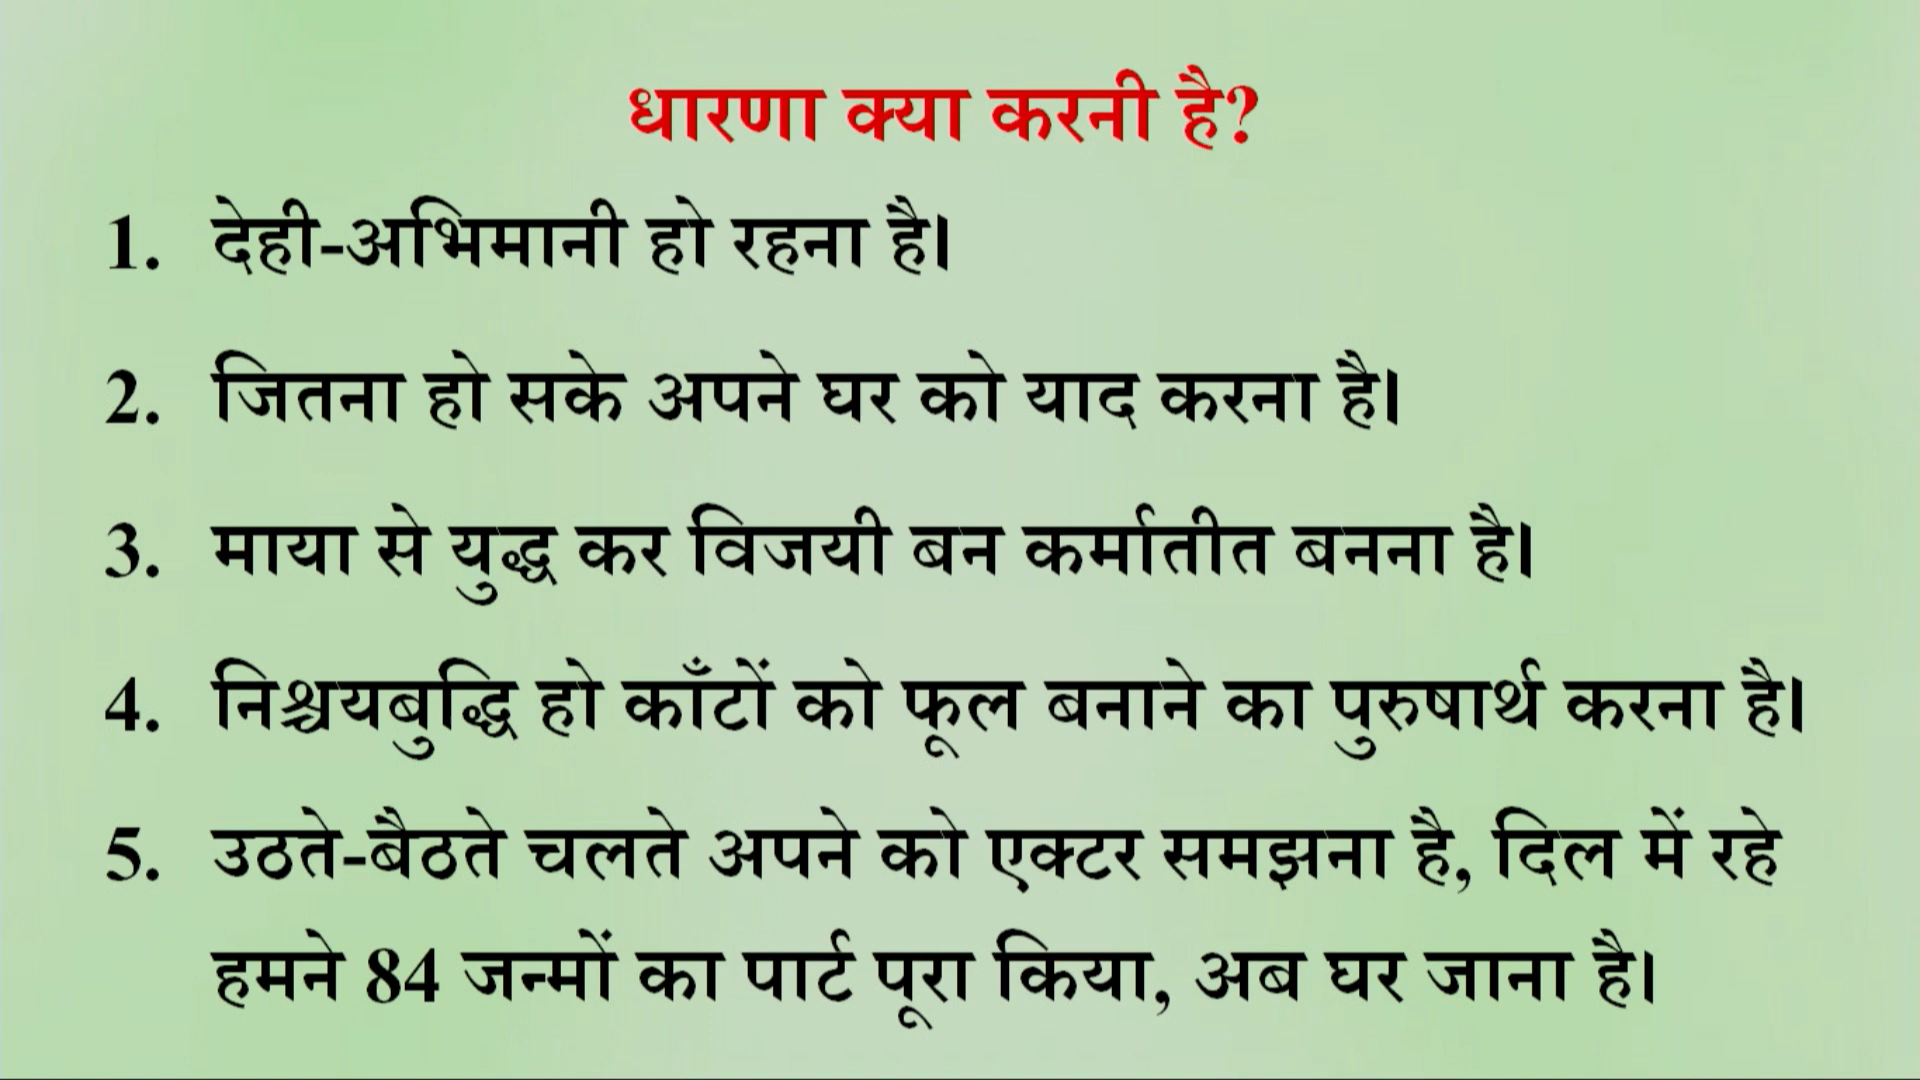 धारणा क्या करनी है?
1. देही-अभिमानी हो रहना है।
2. जितना हो सके अपने घर को याद करना है।
3. माया से युद्ध कर विजयी बन कर्मातीत बनना है।
4. निश्चयबुद्धि हो काँटों को फूल बनाने का पुरुषार्थ करना है।
5. उठते-बैठते चलते अपने को एक्टर समझना है, दिल में रहे
हमने 84 जन्मों का पार्ट पूरा किया, अब घर जाना है।